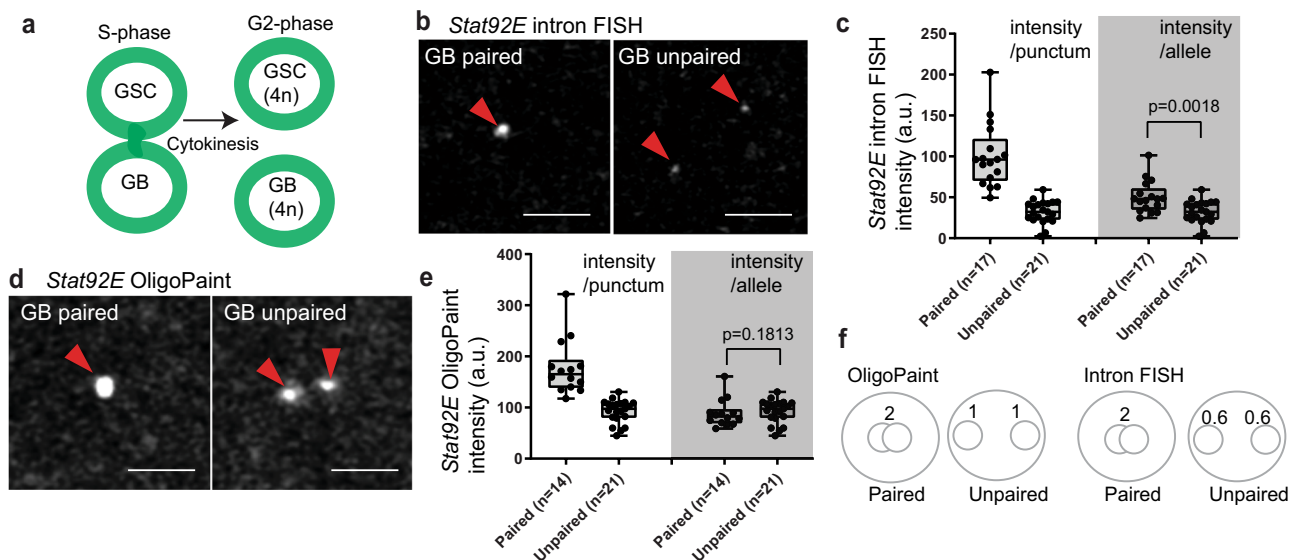 a
S-phase
G2-phase
GSC
GB
Cytokinesis
GSC
(4n)
GB
(4n)
b
Stat92E intron FISH
GB paired
GB unpaired
c
Stat92E intron FISH
intensity (a.u.)
250
200
150
100
50
0
intensity
/punctum
intensity
/allele
p=0.0018
Paired (n=17)
Unpaired (n=21)
Paired (n=17)
Unpaired (n=21)
d
Stat92E OligoPaint
GB paired
GB unpaired
e
Stat92E OligoPaint
intensity (a.u.)
400
300
200
100
0
intensity
/punctum
intensity
/allele
p=0.1813
Paired (n=14)
Unpaired (n=21)
Paired (n=14)
Unpaired (n=21)
f
OligoPaint
Intron FISH
2
1 1
2
0.6 0.6
Paired
Unpaired
Paired
Unpaired